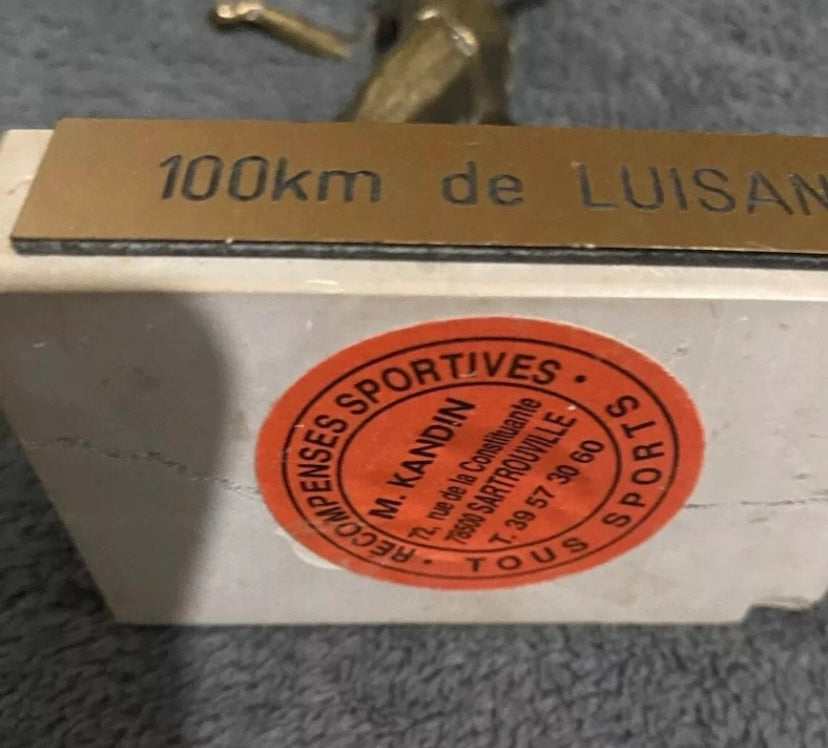 100km de LUISAN
RECOMPENSES SPORTIVES •
TOUS SPORTS •
M. KANDIN
72, rue de la Constituante
78500 SARTROUVILLE
T. 39 57 30 60